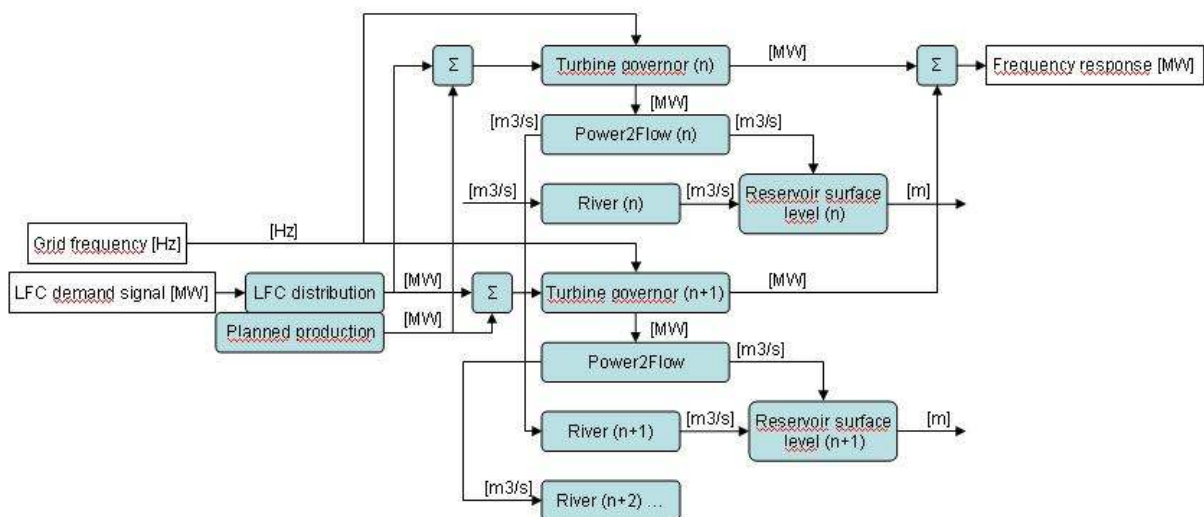 [MW]
[MW]
Σ
Turbine governor (n)
Σ
Frequency response [MW]
[MW]
[m3/s]
[m3/s]
Power2Flow (n)
[m3/s]
[m3/s]
[m]
River (n)
Reservoir surface
level (n)
[Hz]
Grid frequency [Hz]
[MW]
[MW]
LFC demand signal [MW]
LFC distribution
Σ
Turbine governor (n+1)
[MW]
Planned production
[MW]
[m3/s]
Power2Flow
[m3/s]
[m]
River (n+1)
Reservoir surface
level (n+1)
[m3/s]
River (n+2) ...